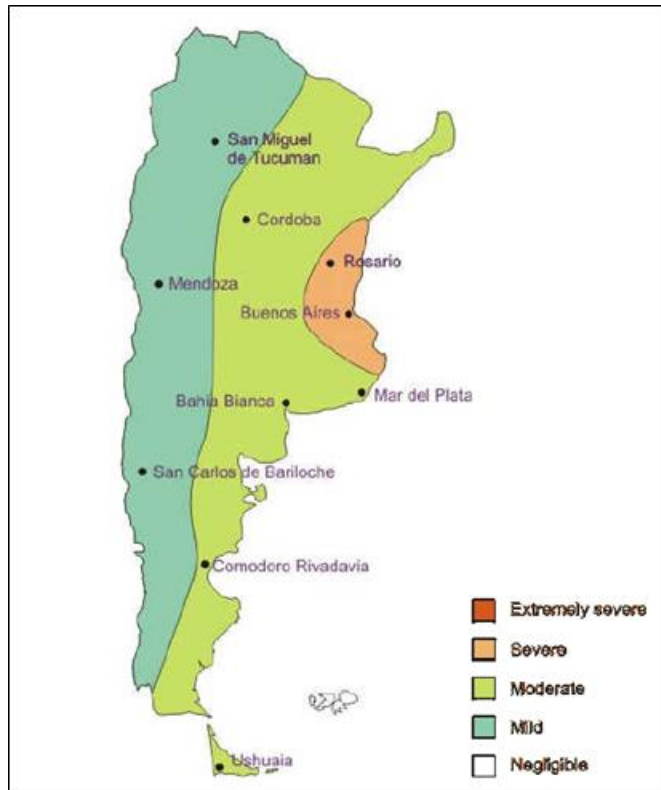 San Miguel
de Tucuman
Cordoba
Rosario
Mendoza
Buenos Aires
Bahia Bianca
Mar del Plata
San Carlos de Bariloche
Comodoro Rivadavia
Extremely severe
Severe
Moderate
Mild
Negligible
Ushuaia